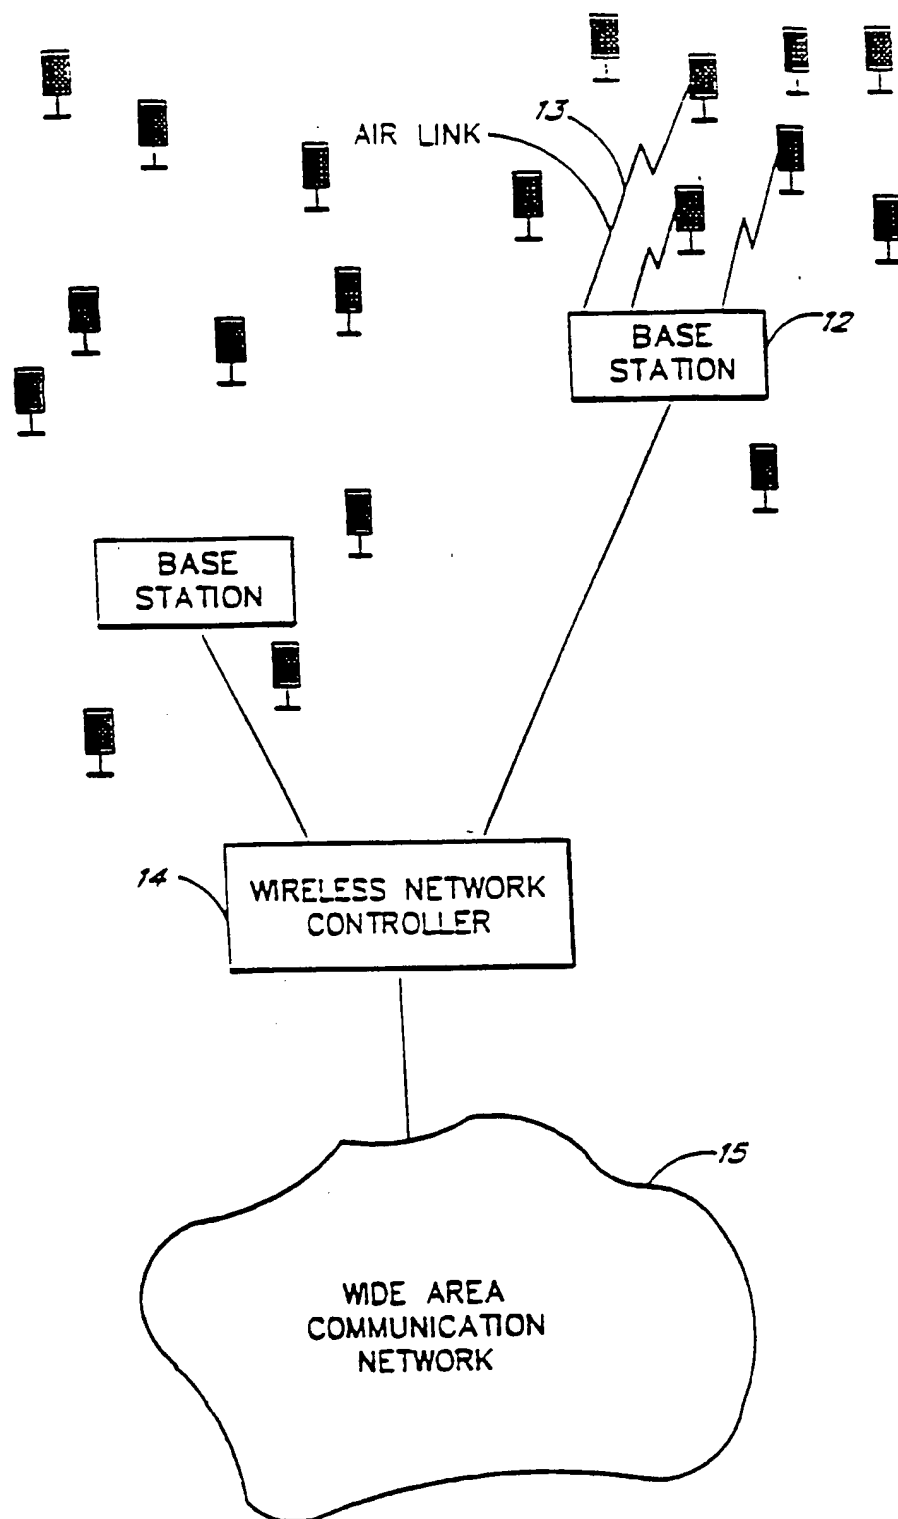 13
AIR LINK
12
BASE
STATION
BASE
STATION
14
WIRELESS NETWORK
CONTROLLER
15
WIDE AREA
COMMUNICATION
NETWORK